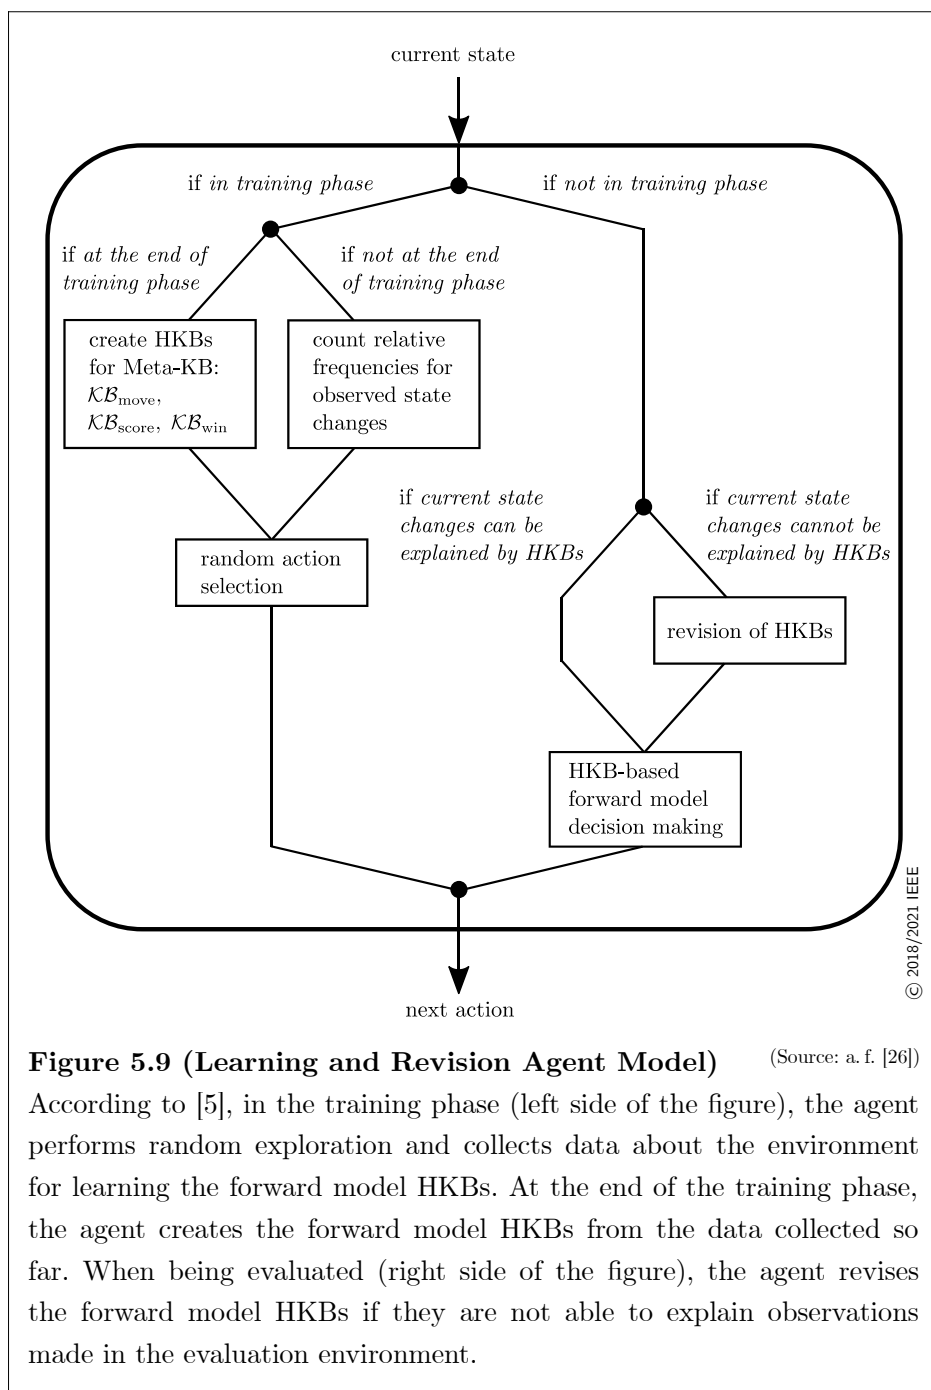 current state
if in training phase
if not in training phase
if at the end of
training phase
if not at the end
of training phase
create HKBs
for Meta-KB:
𝒦ℬmove,
𝒦ℬscore, 𝒦ℬwin
count relative
frequencies for
observed state
changes
if current state
changes can be
explained by HKBs
if current state
changes cannot be
explained by HKBs
random action
selection
revision of HKBs
HKB-based
forward model
decision making
next action
© 2018/2021 IEEE
Figure 5.9 (Learning and Revision Agent Model) (Source: a. f. [26])
According to [5], in the training phase (left side of the figure), the agent
performs random exploration and collects data about the environment
for learning the forward model HKBs. At the end of the training phase,
the agent creates the forward model HKBs from the data collected so
far. When being evaluated (right side of the figure), the agent revises
the forward model HKBs if they are not able to explain observations
made in the evaluation environment.